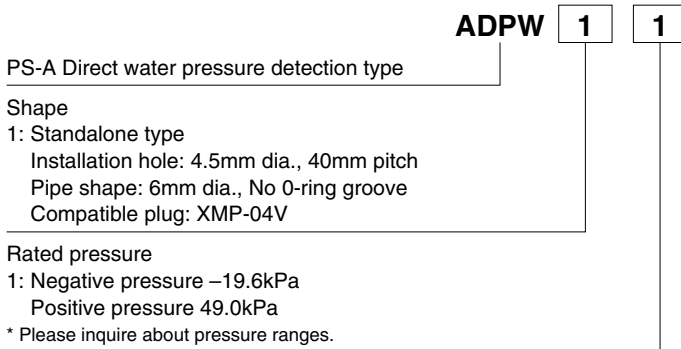 ADPW 1 1
PS-A Direct water pressure detection type
Shape
1: Standalone type
Installation hole: 4.5mm dia., 40mm pitch
Pipe shape: 6mm dia., No 0-ring groove
Compatible plug: XMP-04V
Rated pressure
1: Negative pressure –19.6kPa
Positive pressure 49.0kPa
* Please inquire about pressure ranges.